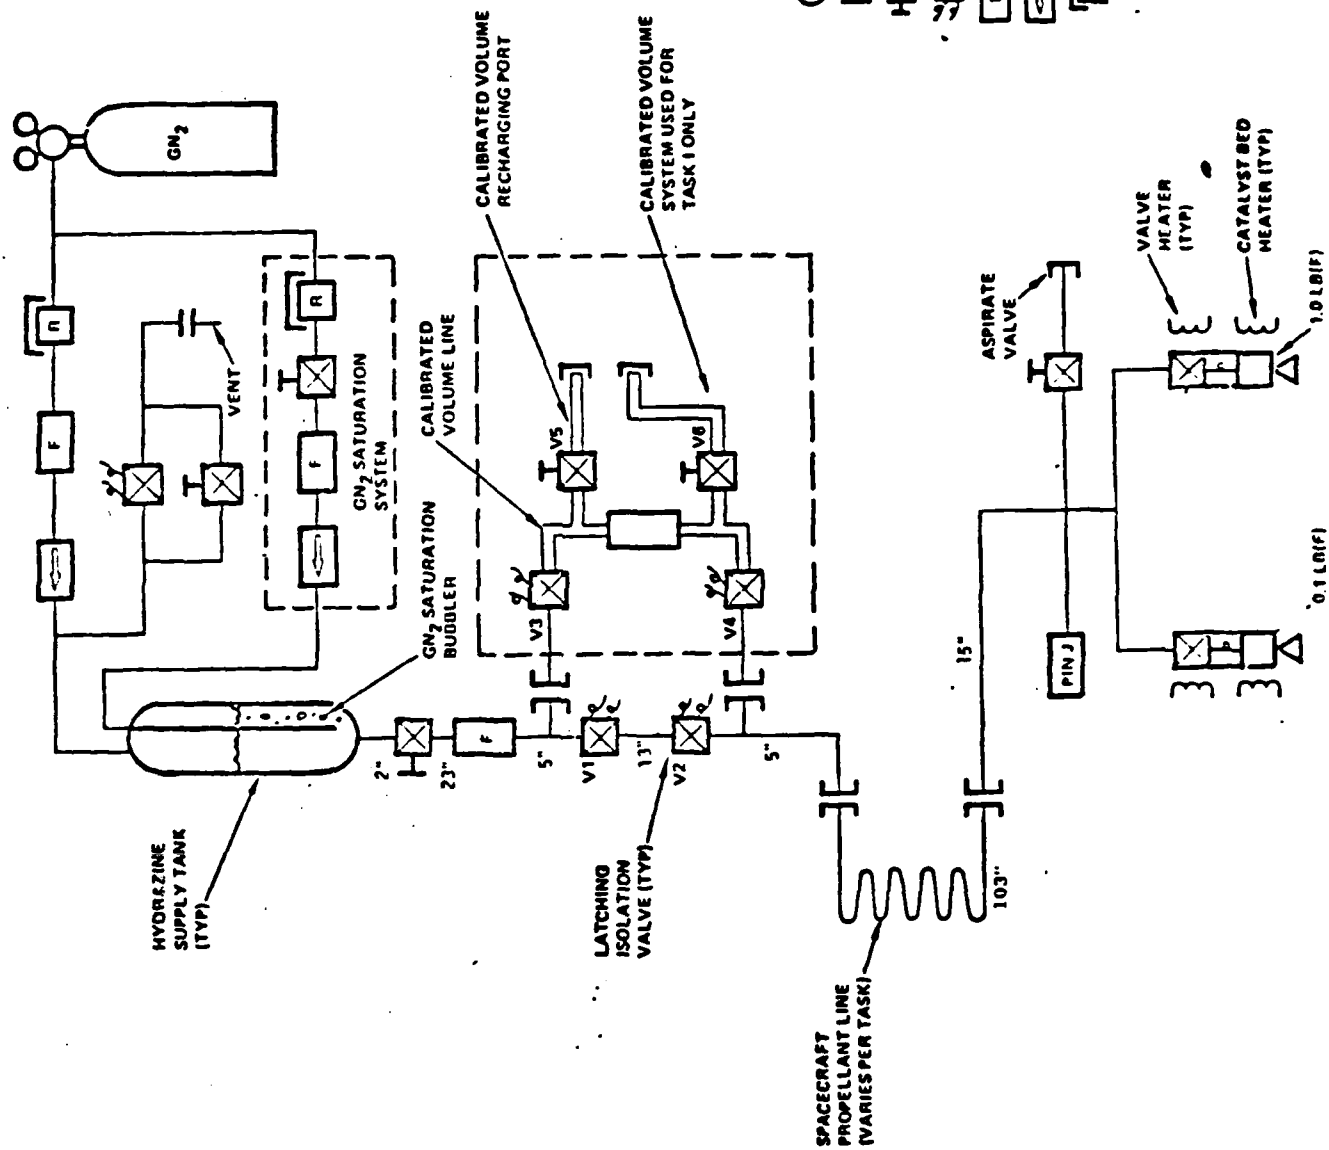 GN2
R
F
VENT
R
F
GN2 SATURATION
SYSTEM
CALIBRATED VOLUME
RECHARGING PORT
CALIBRATED VOLUME
SYSTEM USED FOR
TASK I ONLY
CALIBRATED
VOLUME LINE
V5
V6
V3
V4
GN2 SATURATION
BUBBLER
HYDRAZINE
SUPPLY TANK
(TYP)
2"
23"
F
5"
V1
13"
V2
5"
LATCHING
ISOLATION
VALVE (TYP)
SPACECRAFT
PROPELLANT LINE
(VARIES PER TASK)
103"
15"
ASPIRATE
VALVE
PIN J
VALVE
HEATER
(TYP)
CATALYST BED
HEATER (TYP)
1.0 LB(F)
0.1 LB(F)